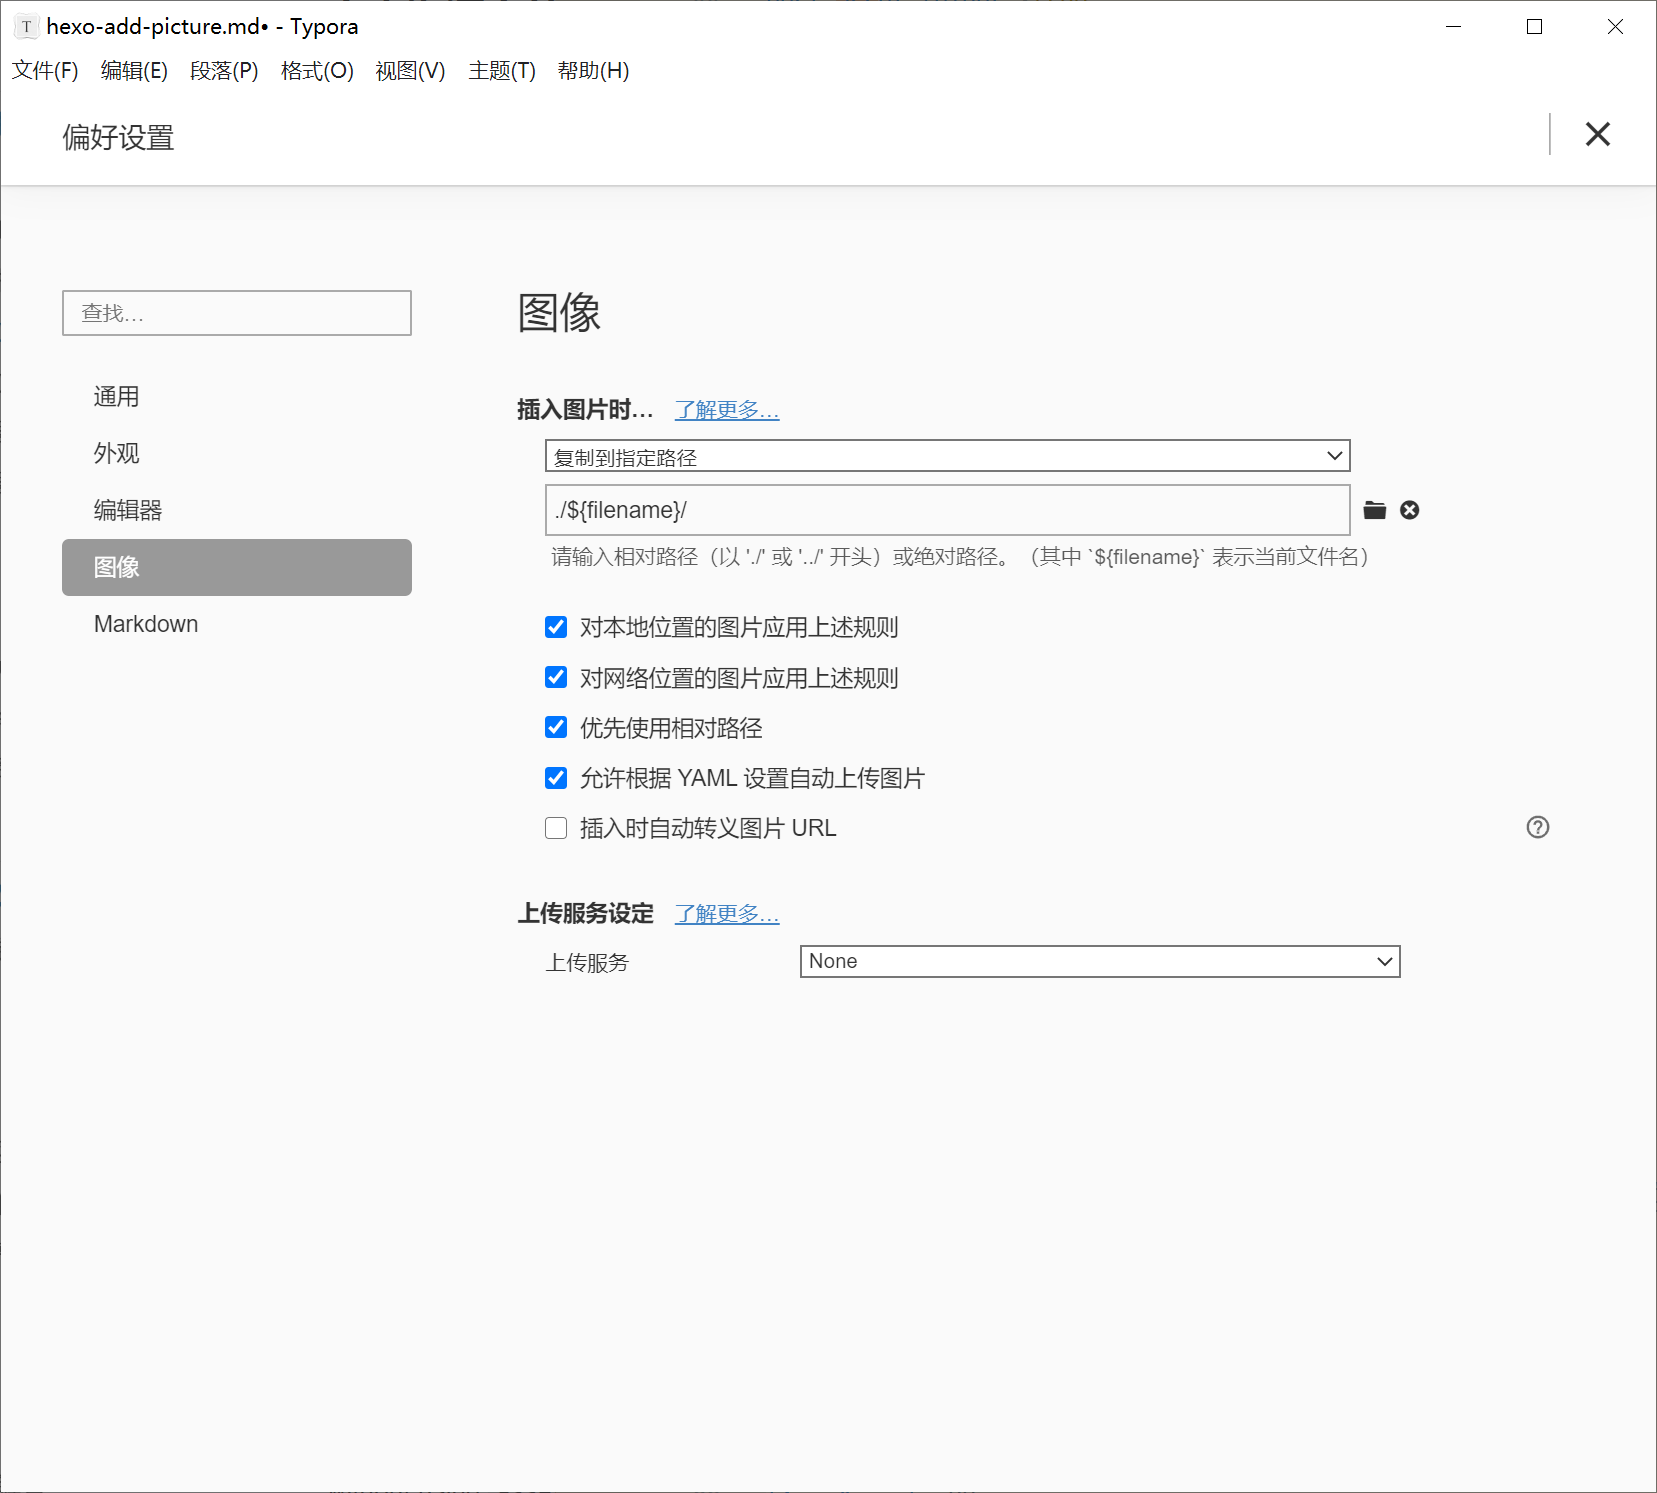 hexo-add-picture.md• - Typora
文件(F) 编辑(E) 段落(P) 格式(O) 视图(V) 主题(T) 帮助(H)
偏好设置
查找...
通用
外观
编辑器
图像
Markdown
图像
插入图片时... 了解更多...
复制到指定路径
./${filename}/
请输入相对路径（以 './' 或 '../' 开头）或绝对路径。（其中 `${filename}` 表示当前文件名）
对本地位置的图片应用上述规则
对网络位置的图片应用上述规则
优先使用相对路径
允许根据 YAML 设置自动上传图片
插入时自动转义图片 URL
上传服务设定 了解更多...
上传服务 None